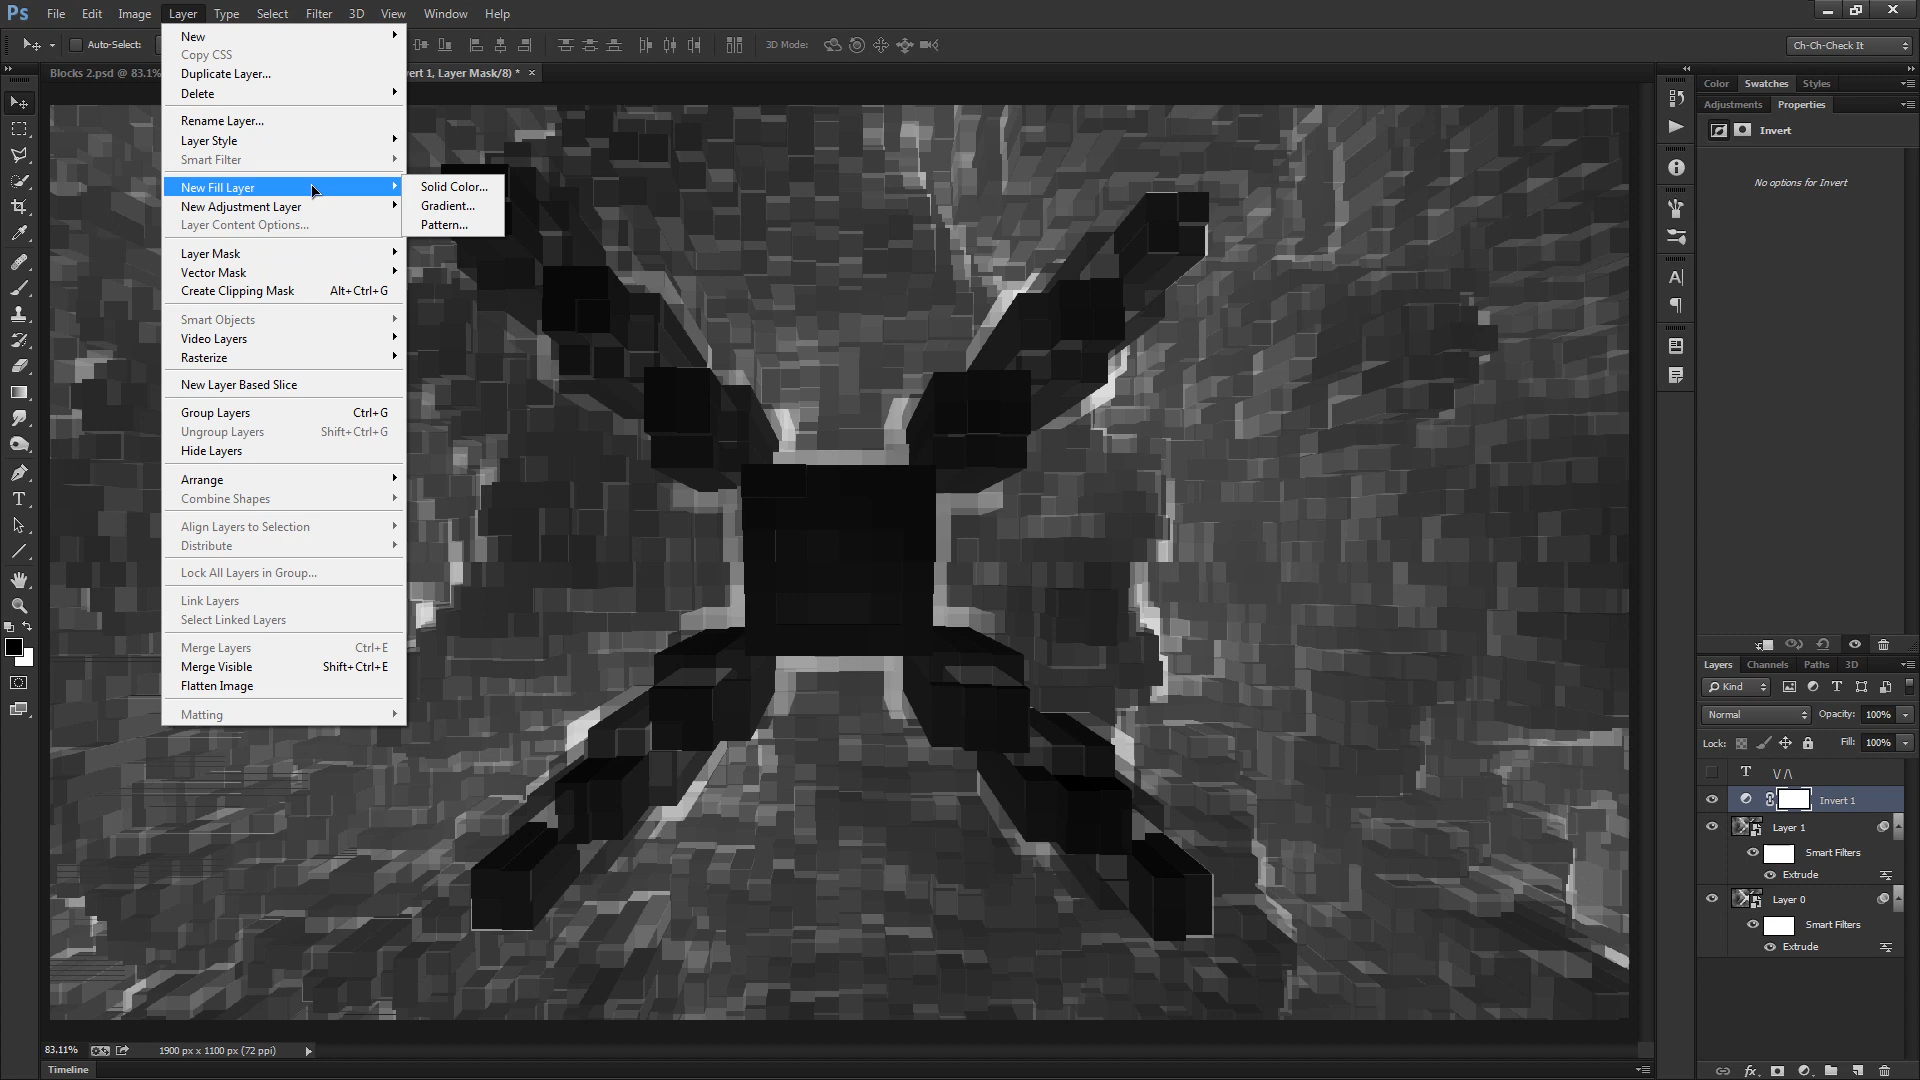 Ps File Edit Image Layer Type Select Filter 3D View Window Help
Auto-Select:
3D Mode:
Ch-Ch-Check It
Blocks 2.psd @ 83.1%
ert 1, Layer Mask/8) * ×
New
Copy CSS
Duplicate Layer...
Delete
Rename Layer...
Layer Style
Smart Filter
New Fill Layer
New Adjustment Layer
Layer Content Options...
Layer Mask
Vector Mask
Create Clipping Mask Alt+Ctrl+G
Smart Objects
Video Layers
Rasterize
New Layer Based Slice
Group Layers Ctrl+G
Ungroup Layers Shift+Ctrl+G
Hide Layers
Arrange
Combine Shapes
Align Layers to Selection
Distribute
Lock All Layers in Group...
Link Layers
Select Linked Layers
Merge Layers Ctrl+E
Merge Visible Shift+Ctrl+E
Flatten Image
Matting
Solid Color...
Gradient...
Pattern...
Color Swatches Styles
Adjustments Properties
Invert
No options for Invert
Layers Channels Paths 3D
Kind
Normal Opacity: 100%
Lock: Fill: 100%
T \/ /\
Invert 1
Layer 1
Smart Filters
Extrude
Layer 0
Smart Filters
Extrude
83.11% 1900 px x 1100 px (72 ppi)
Timeline